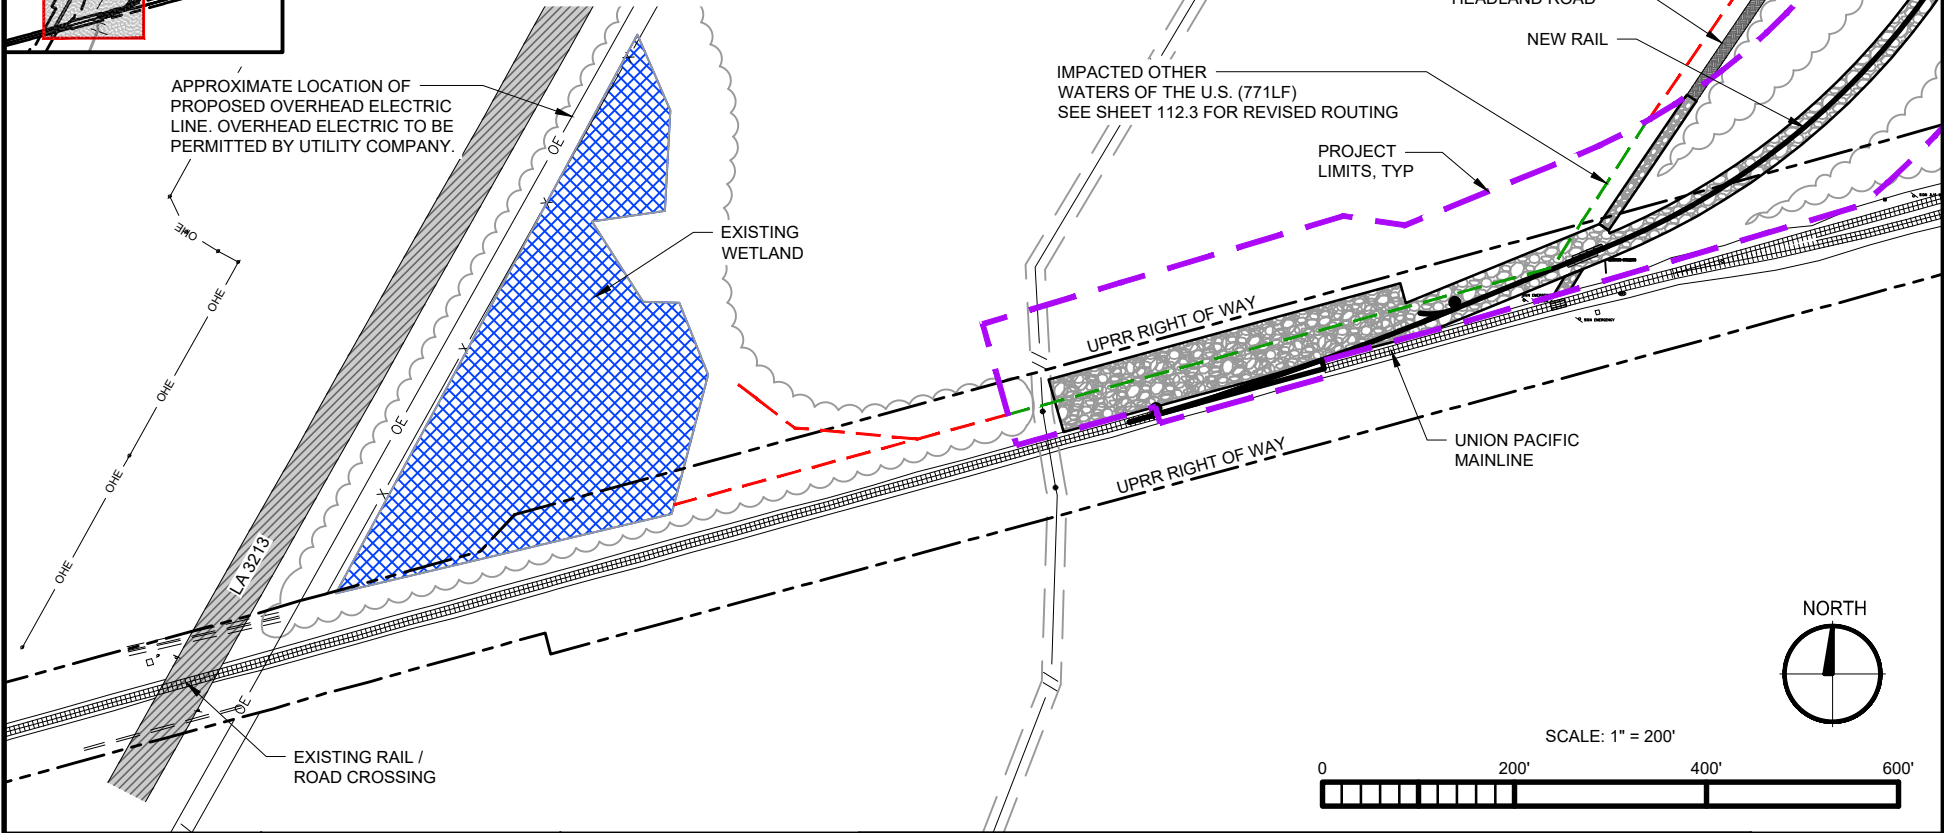 HEADLAND ROAD
NEW RAIL
APPROXIMATE LOCATION OF
PROPOSED OVERHEAD ELECTRIC
LINE. OVERHEAD ELECTRIC TO BE
PERMITTED BY UTILITY COMPANY.
IMPACTED OTHER
WATERS OF THE U.S. (771LF)
SEE SHEET 112.3 FOR REVISED ROUTING
PROJECT
LIMITS, TYP
EXISTING
WETLAND
OE
OE
OE
OHE
OHE
OHE
OHE
OHE
X
X
X
X
UPRR RIGHT OF WAY
UPRR RIGHT OF WAY
UNION PACIFIC
MAINLINE
LA 3213
EXISTING RAIL /
ROAD CROSSING
NORTH
SCALE: 1" = 200'
0 200' 400' 600'
SIGN EMERGENCY